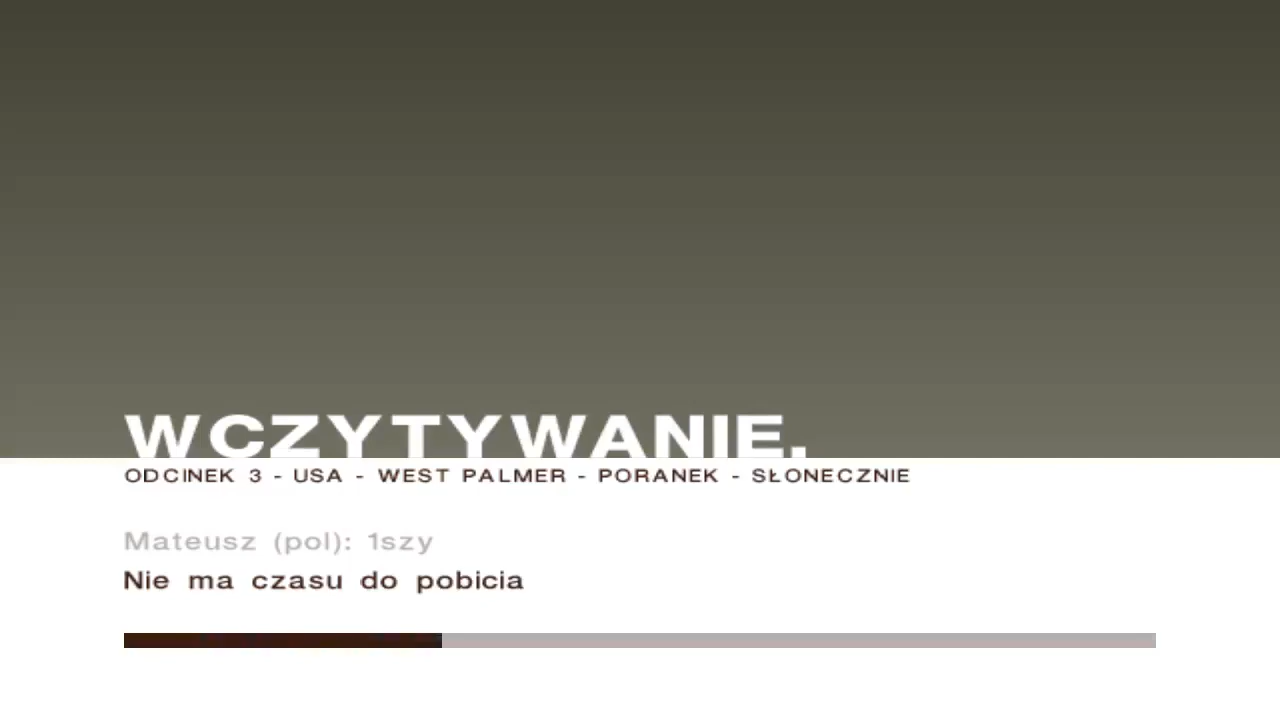 WCZYTYWANIE.
ODCINEK 3 - USA - WEST PALMER - PORANEK - SŁONECZNIE
Mateusz (pol): 1szy
Nie ma czasu do pobicia